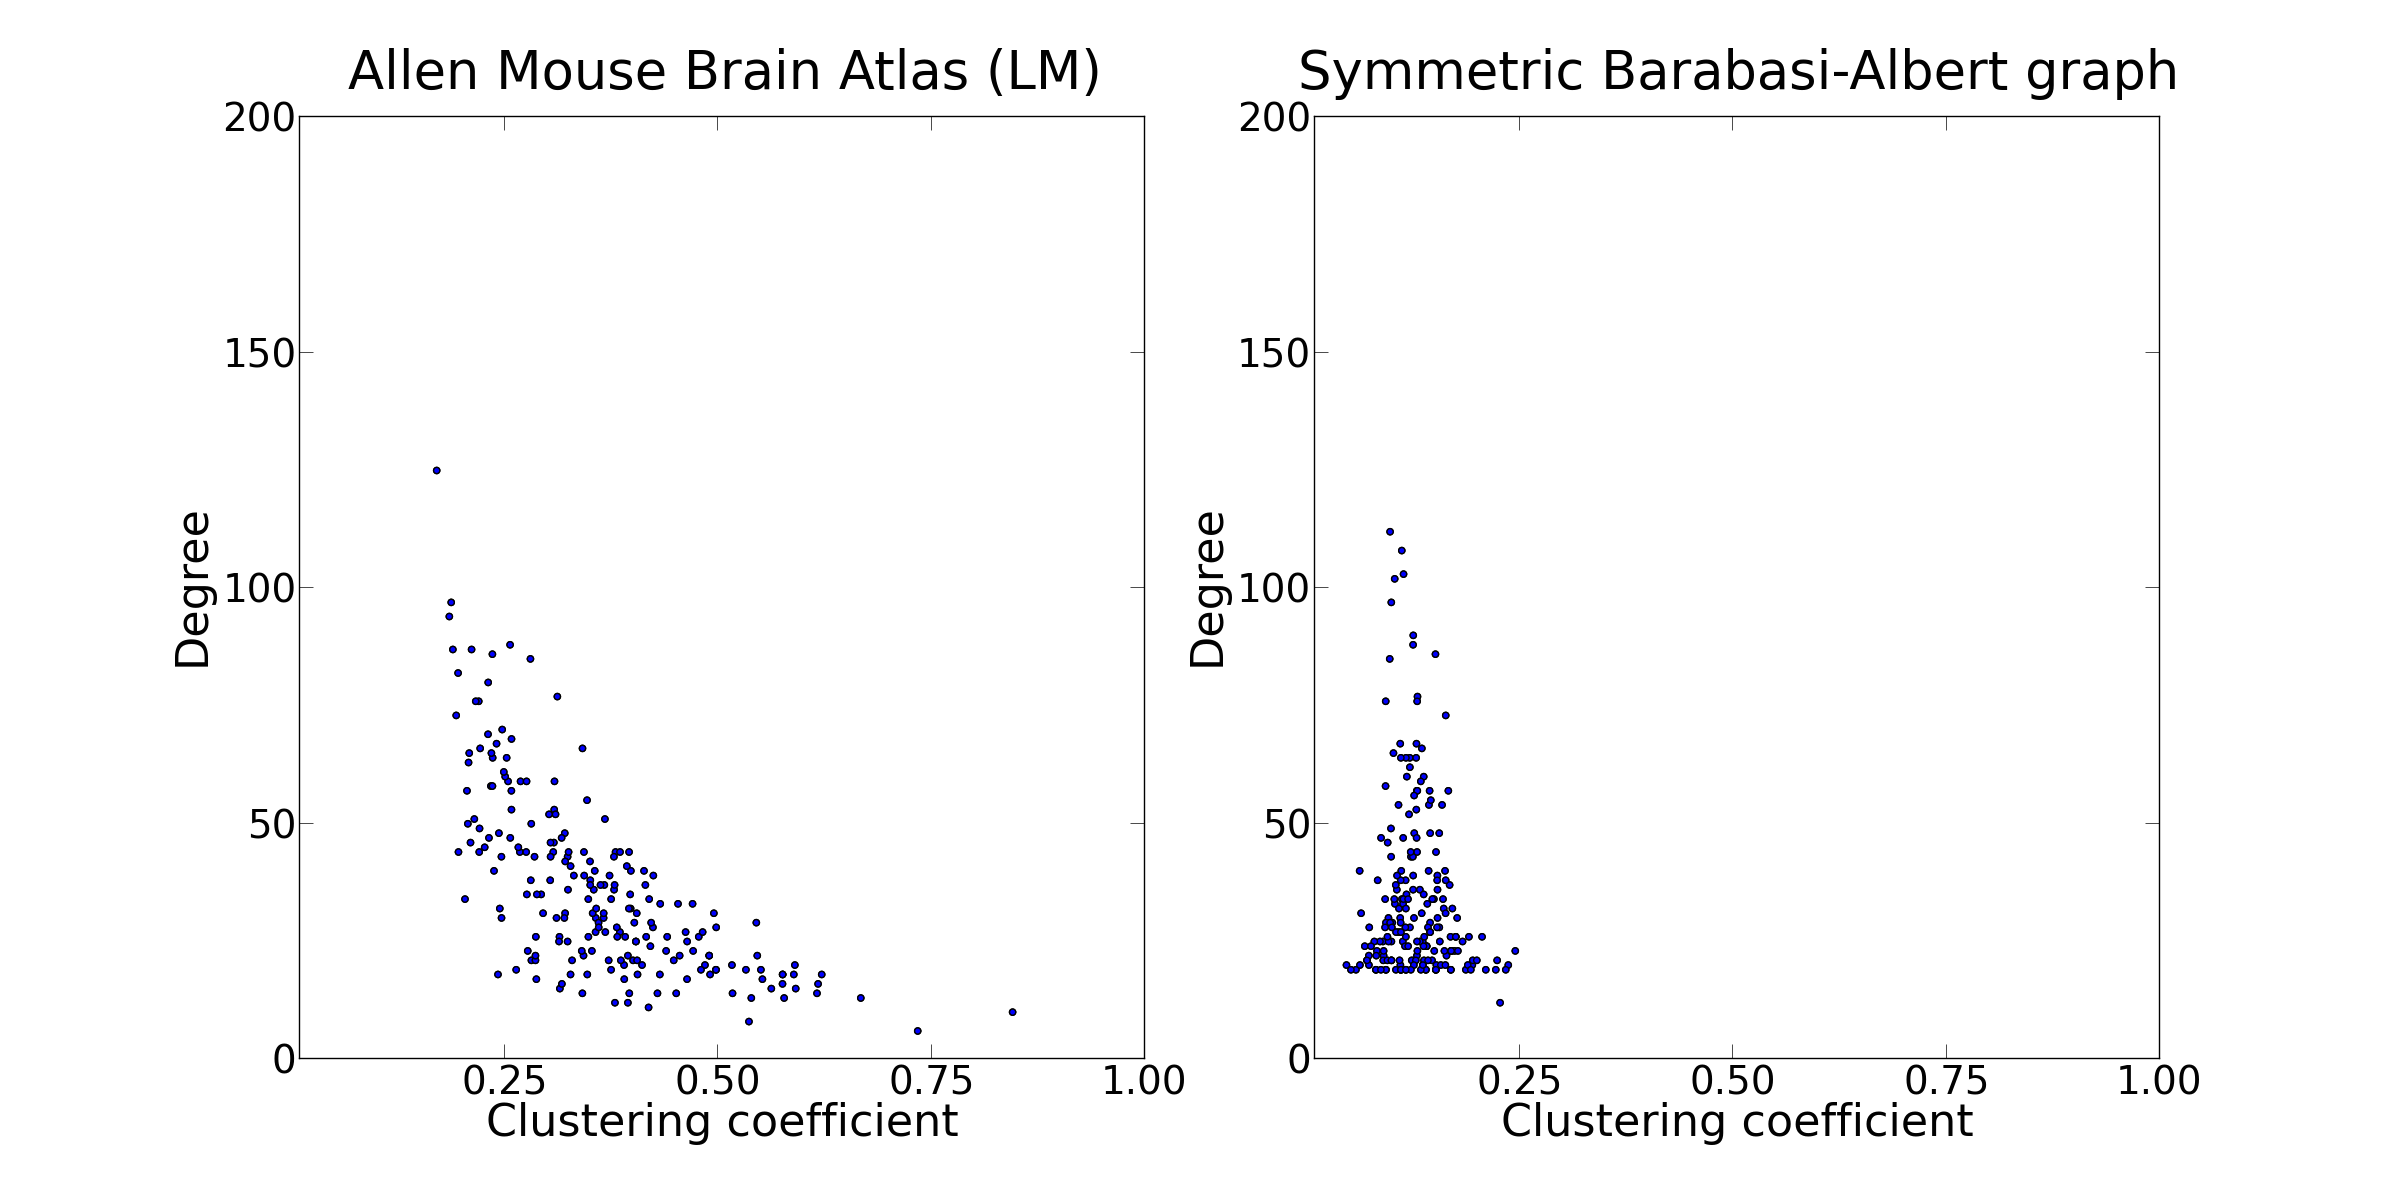 Allen Mouse Brain Atlas (LM)
200
150
100
50
0
Degree
0.25 0.50 0.75 1.00
Clustering coefficient
Symmetric Barabasi-Albert graph
200
150
100
50
0
Degree
0.25 0.50 0.75 1.00
Clustering coefficient